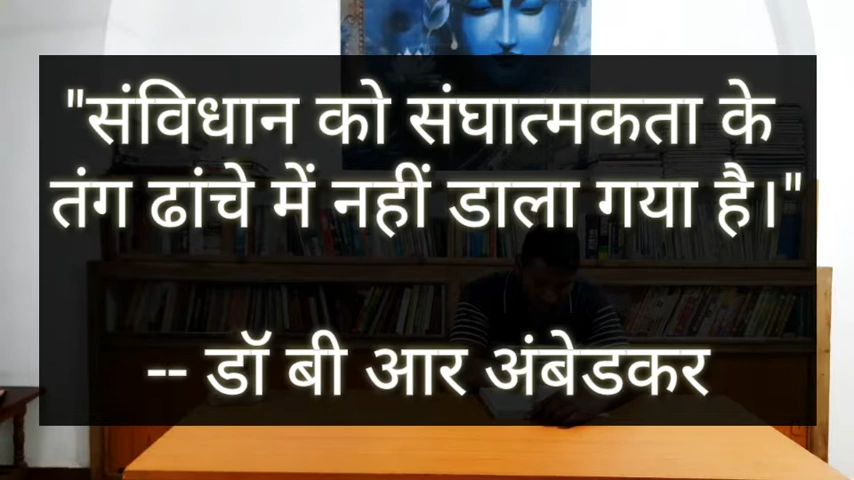 "संविधान को संघात्मकता के
तंग ढांचे में नहीं डाला गया है।"
-- डॉ बी आर अंबेडकर